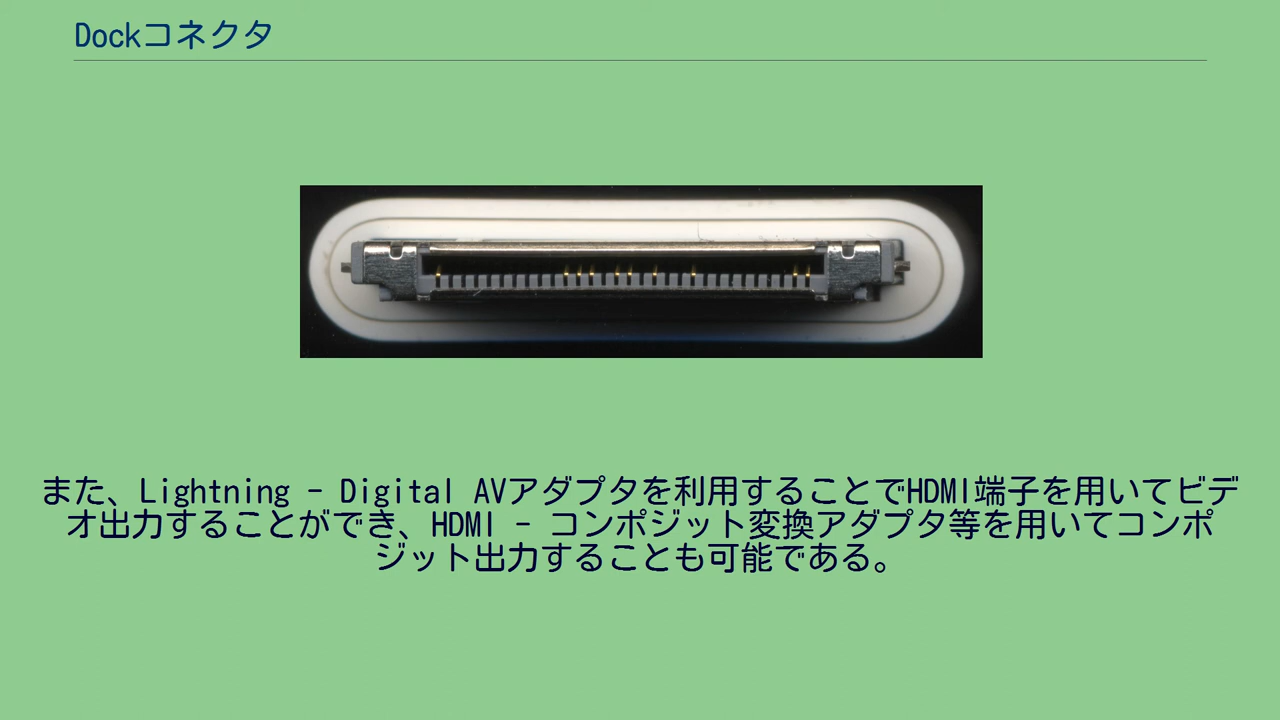 Dockコネクタ
また、Lightning - Digital AVアダプタを利用することでHDMI端子を用いてビデ
オ出力することができ、HDMI - コンポジット変換アダプタ等を用いてコンポ
ジット出力することも可能である。